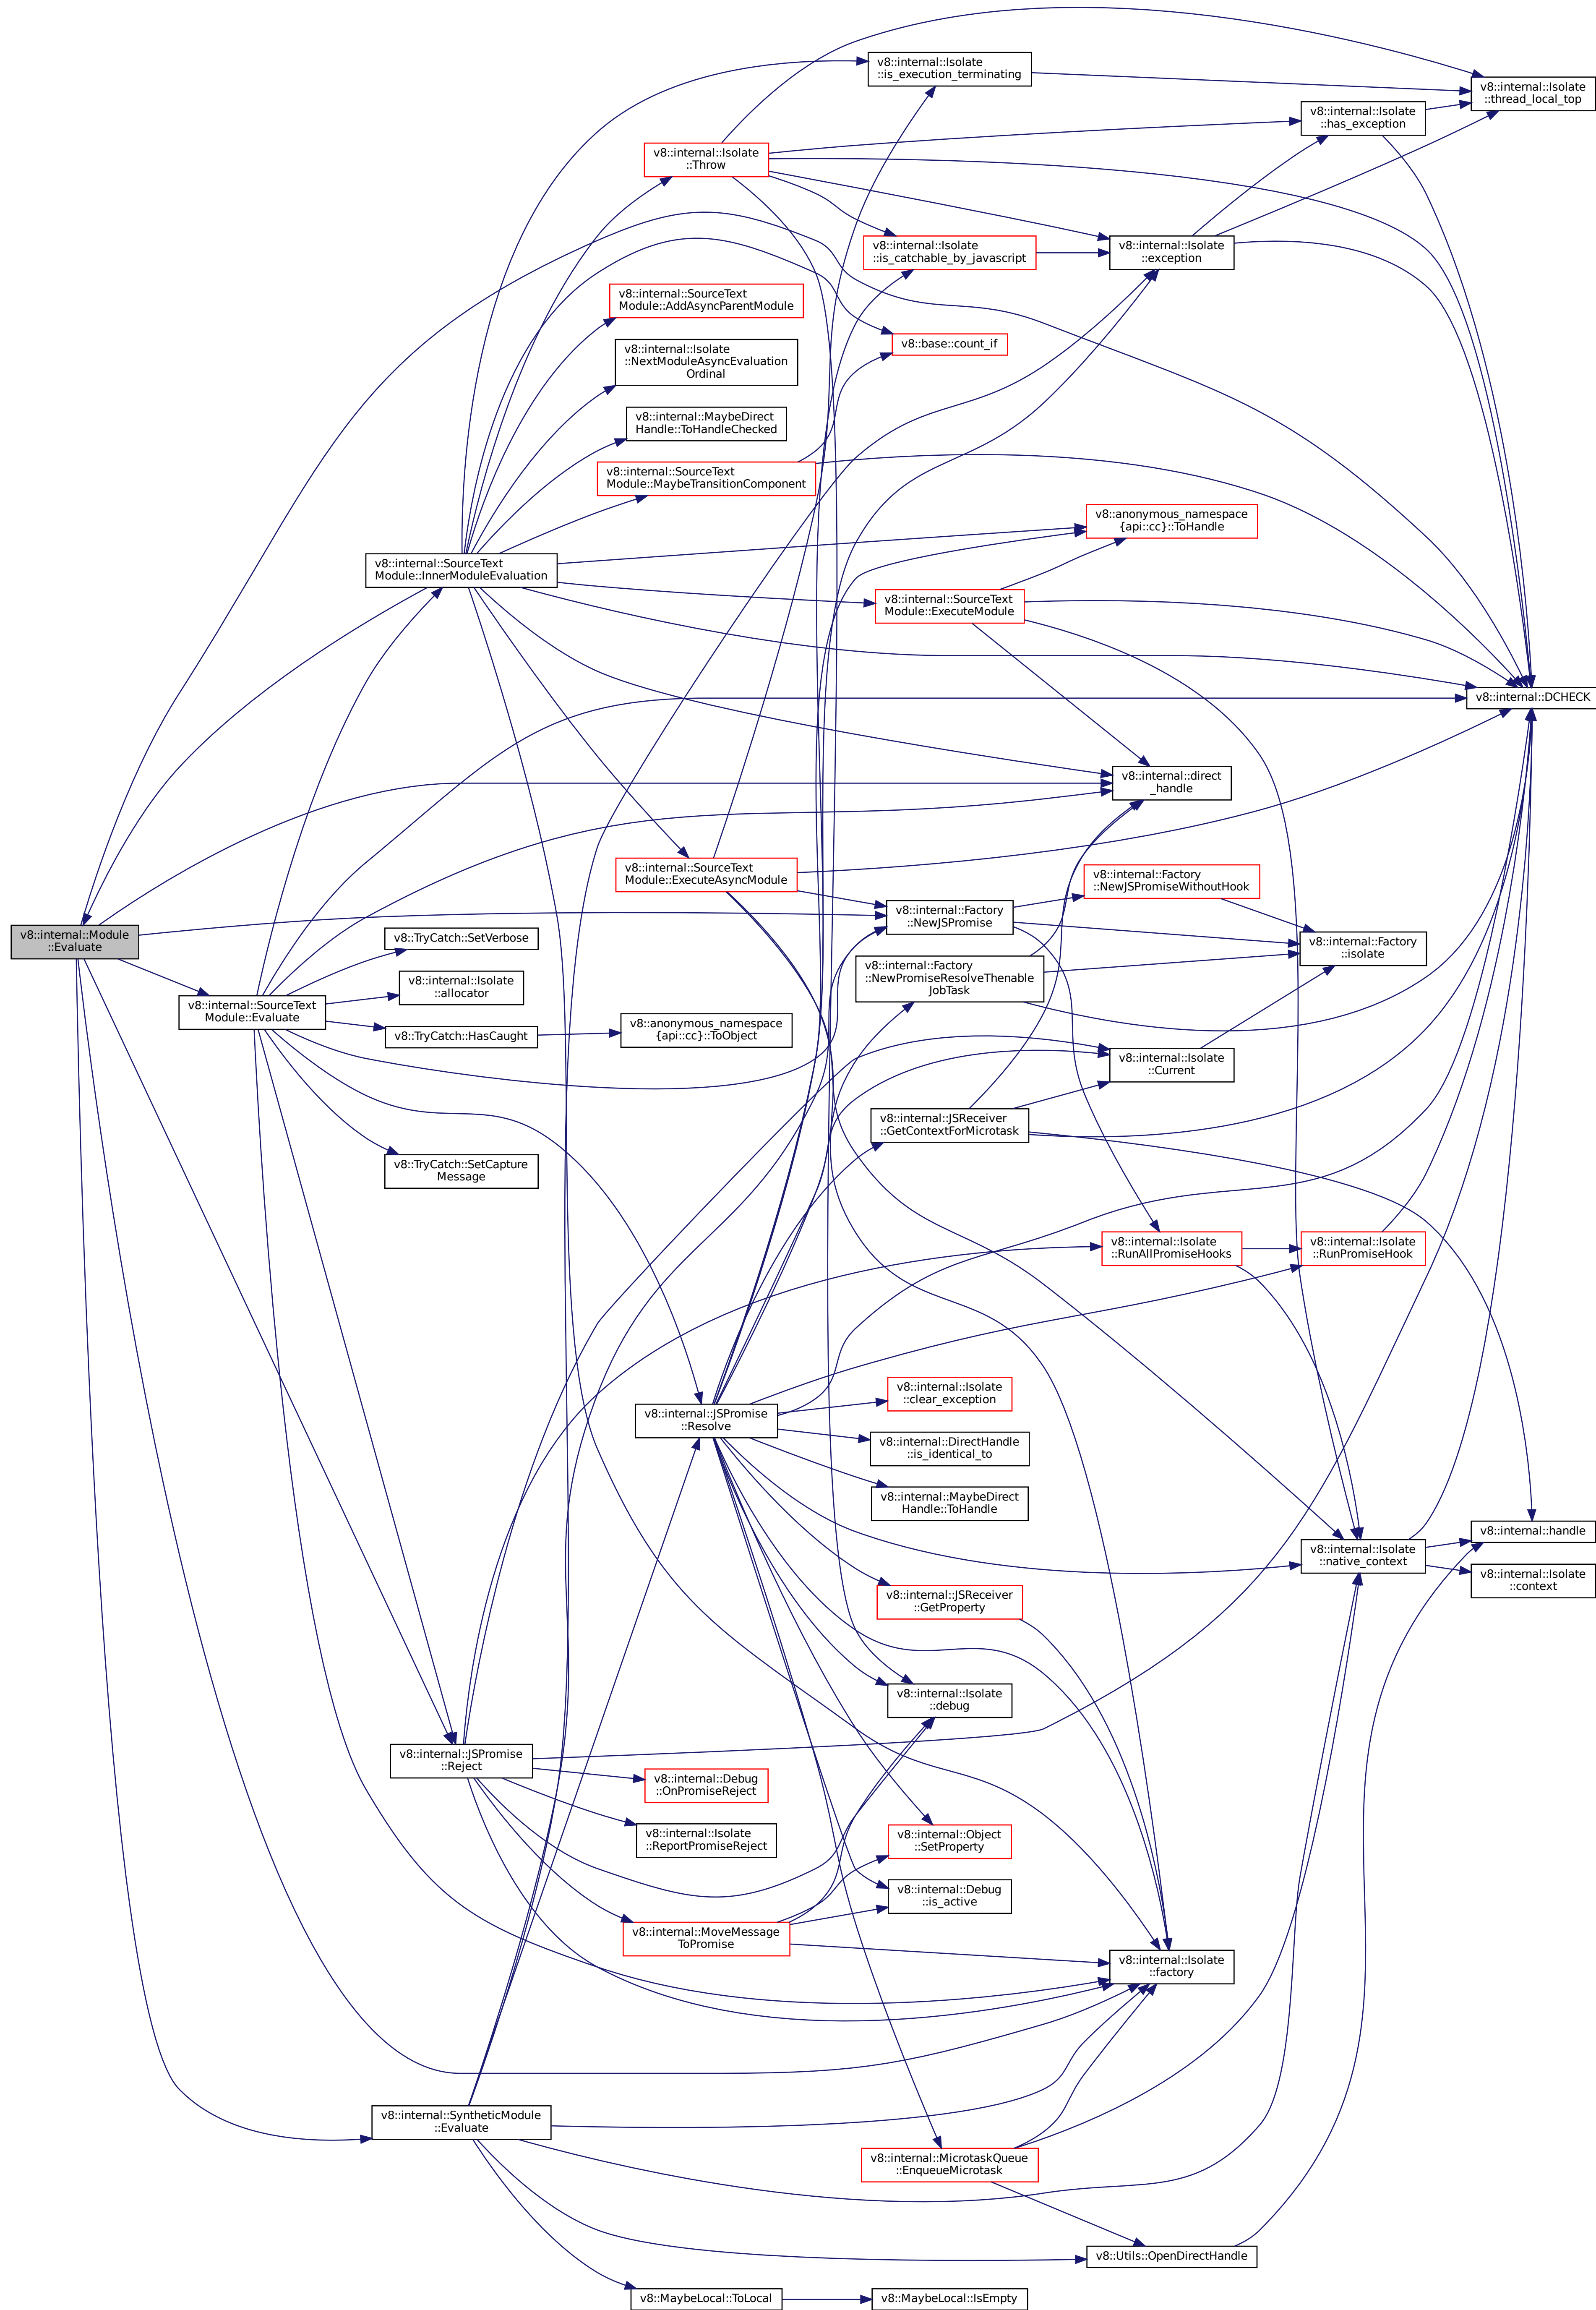 v8::internal::Isolate
::is_execution_terminating
v8::internal::Isolate
::thread_local_top
v8::internal::Isolate
::has_exception
v8::internal::Isolate
::Throw
v8::internal::Isolate
::is_catchable_by_javascript
v8::internal::Isolate
::exception
v8::internal::SourceText
Module::AddAsyncParentModule
v8::base::count_if
v8::internal::Isolate
::NextModuleAsyncEvaluation
Ordinal
v8::internal::MaybeDirect
Handle::ToHandleChecked
v8::internal::SourceText
Module::MaybeTransitionComponent
v8::anonymous_namespace
{api::cc}::ToHandle
v8::internal::SourceText
Module::InnerModuleEvaluation
v8::internal::SourceText
Module::ExecuteModule
v8::internal::DCHECK
v8::internal::direct
_handle
v8::internal::SourceText
Module::ExecuteAsyncModule
v8::internal::Factory
::NewJSPromiseWithoutHook
v8::internal::Factory
::NewJSPromise
v8::internal::Module
::Evaluate
v8::TryCatch::SetVerbose
v8::internal::Factory
::isolate
v8::internal::Factory
::NewPromiseResolveThenable
JobTask
v8::internal::Isolate
::allocator
v8::internal::SourceText
Module::Evaluate
v8::TryCatch::HasCaught
v8::anonymous_namespace
{api::cc}::ToObject
v8::internal::Isolate
::Current
v8::internal::JSReceiver
::GetContextForMicrotask
v8::TryCatch::SetCapture
Message
v8::internal::Isolate
::RunAllPromiseHooks
v8::internal::Isolate
::RunPromiseHook
v8::internal::Isolate
::clear_exception
v8::internal::JSPromise
::Resolve
v8::internal::DirectHandle
::is_identical_to
v8::internal::MaybeDirect
Handle::ToHandle
v8::internal::handle
v8::internal::Isolate
::native_context
v8::internal::Isolate
::context
v8::internal::JSReceiver
::GetProperty
v8::internal::Isolate
::debug
v8::internal::JSPromise
::Reject
v8::internal::Debug
::OnPromiseReject
v8::internal::Isolate
::ReportPromiseReject
v8::internal::Object
::SetProperty
v8::internal::Debug
::is_active
v8::internal::MoveMessage
ToPromise
v8::internal::Isolate
::factory
v8::internal::SyntheticModule
::Evaluate
v8::internal::MicrotaskQueue
::EnqueueMicrotask
v8::Utils::OpenDirectHandle
v8::MaybeLocal::ToLocal
v8::MaybeLocal::IsEmpty